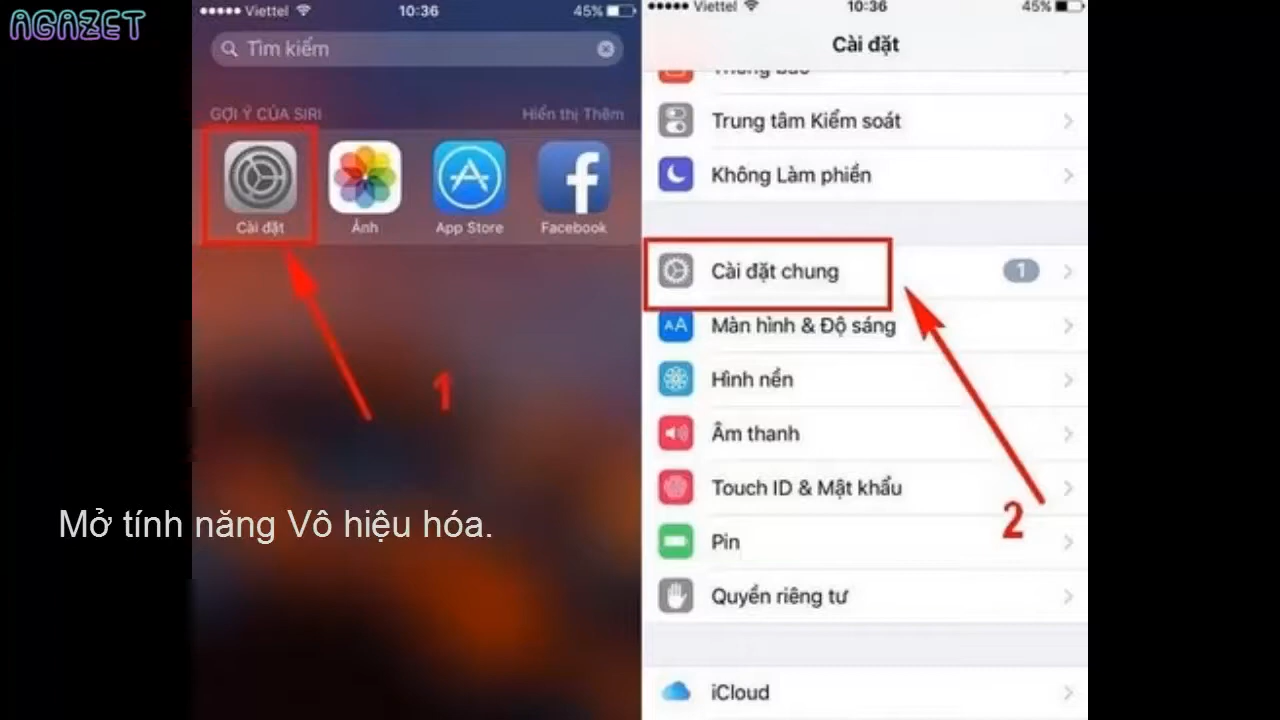 AGAZET
Viettel 10:36 45%
Tìm kiếm
GỢI Ý CỦA SIRI Hiển thị Thêm
Cài đặt Ảnh App Store Facebook
1
Mở tính năng Vô hiệu hóa.
Viettel 10:36 45%
Cài đặt
Thông báo
Trung tâm Kiểm soát
Không Làm phiền
Cài đặt chung 1
AA Màn hình & Độ sáng
Hình nền
Âm thanh
Touch ID & Mật khẩu
2
Pin
Quyền riêng tư
iCloud